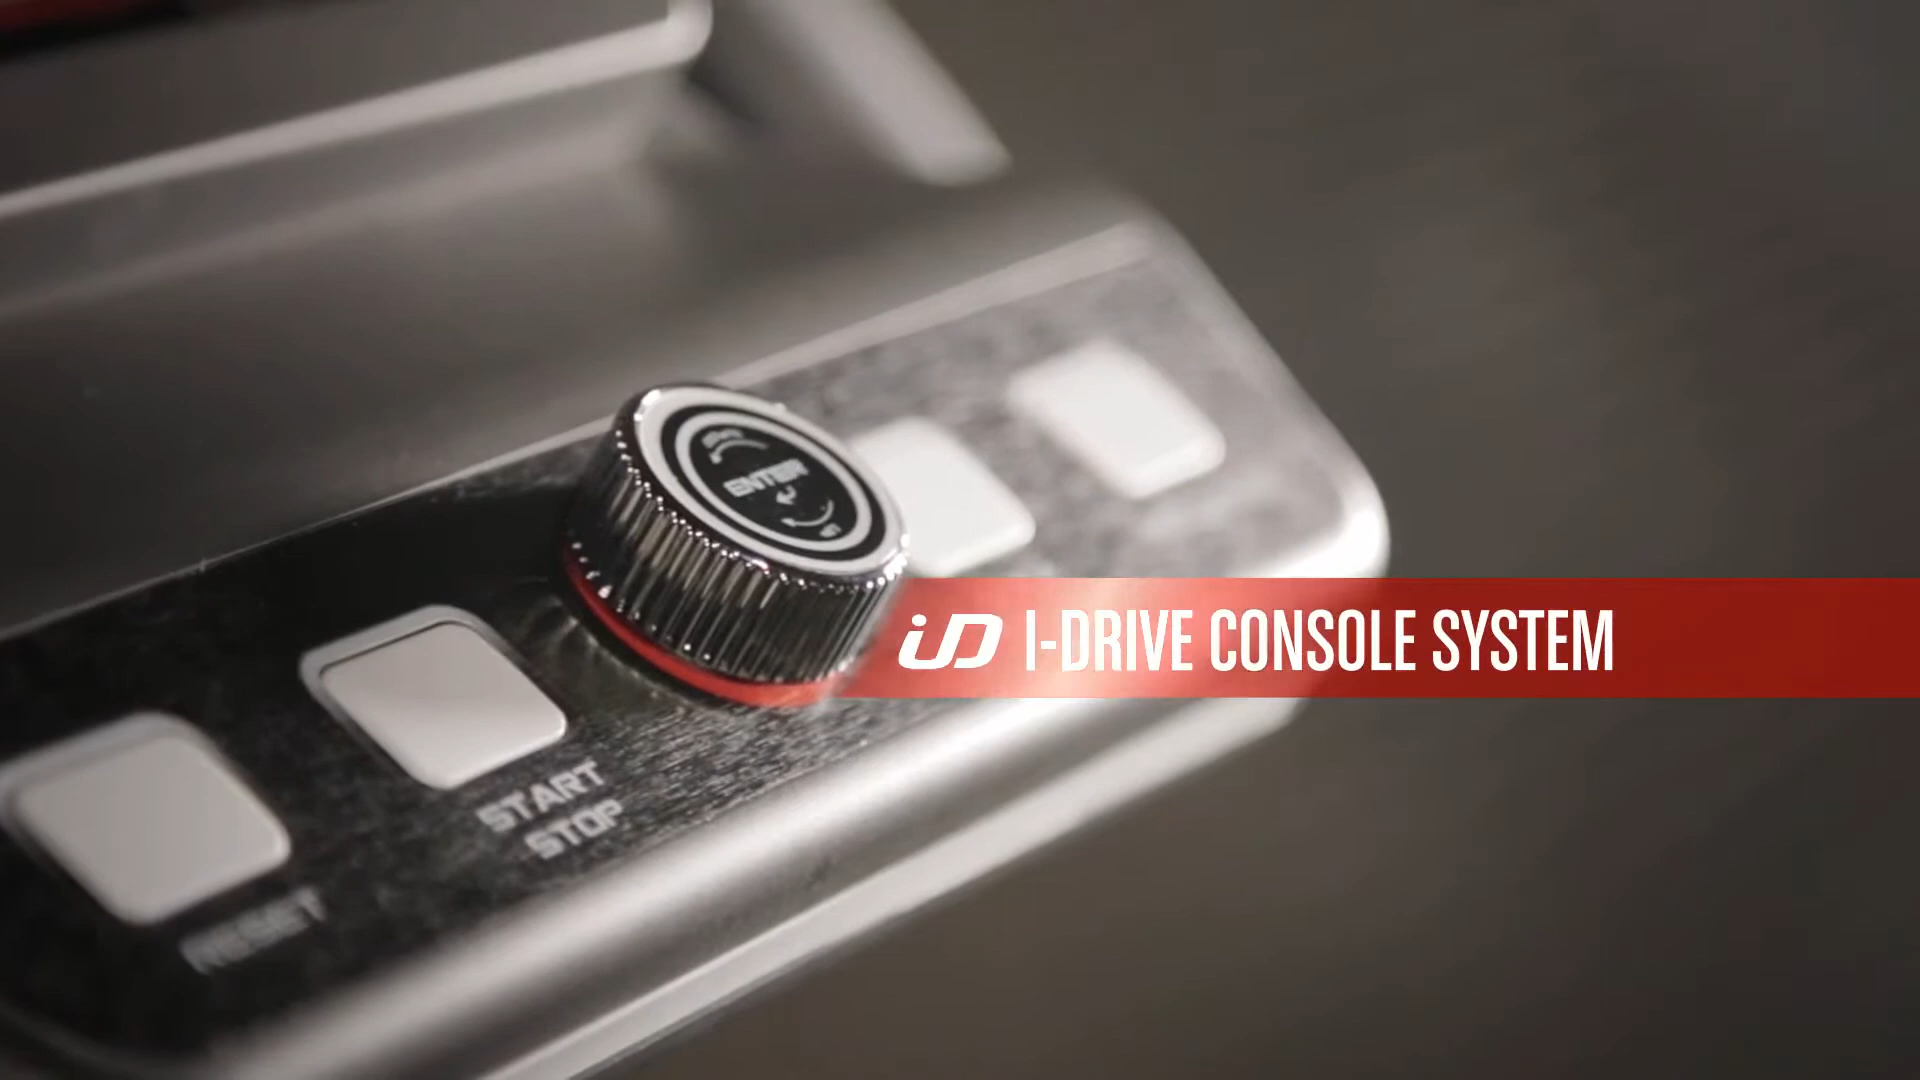 ENTER
iD I-DRIVE CONSOLE SYSTEM
START
STOP
RESET